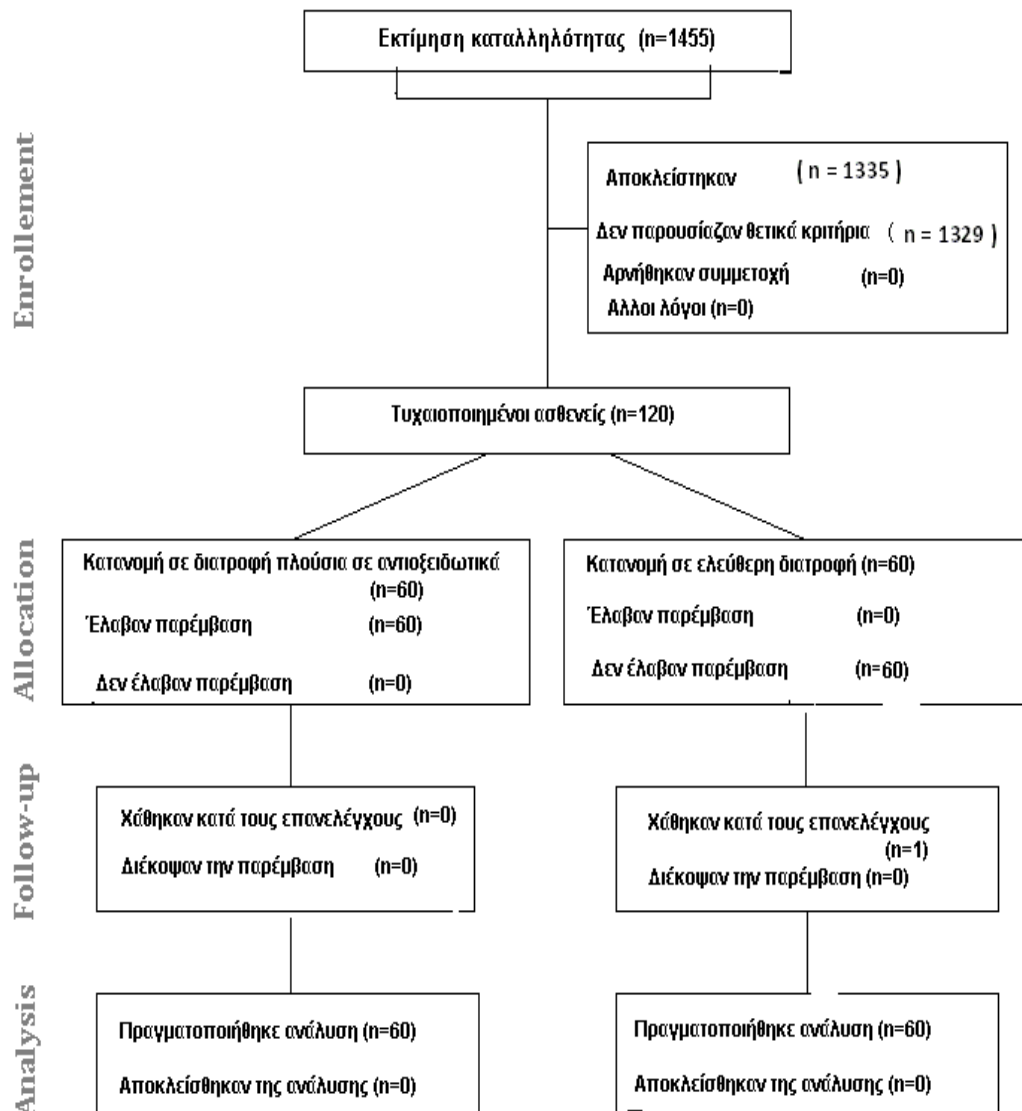 Εκτίμηση καταλληλότητας (n=1455)
Enrollement
Αποκλείστηκαν ( n = 1335 )
Δεν παρουσίαζαν θετικά κριτήρια ( n = 1329 )
Αρνήθηκαν συμμετοχή (n=0)
Αλλοι λόγοι (n=0)
Τυχαιοποιημένοι ασθενείς (n=120)
Allocation
Κατανομή σε διατροφή πλούσια σε αντιοξειδωτικά
(n=60)
Έλαβαν παρέμβαση (n=60)
Δεν έλαβαν παρέμβαση (n=0)
Κατανομή σε ελεύθερη διατροφή (n=60)
Έλαβαν παρέμβαση (n=0)
Δεν έλαβαν παρέμβαση (n=60)
Follow-up
Χάθηκαν κατά τους επανελέγχους (n=0)
Διέκοψαν την παρέμβαση (n=0)
Χάθηκαν κατά τους επανελέγχους
(n=1)
Διέκοψαν την παρέμβαση (n=0)
Analysis
Πραγματοποιήθηκε ανάλυση (n=60)
Αποκλείσθηκαν της ανάλυσης (n=0)
Πραγματοποιήθηκε ανάλυση (n=60)
Αποκλείσθηκαν της ανάλυσης (n=0)